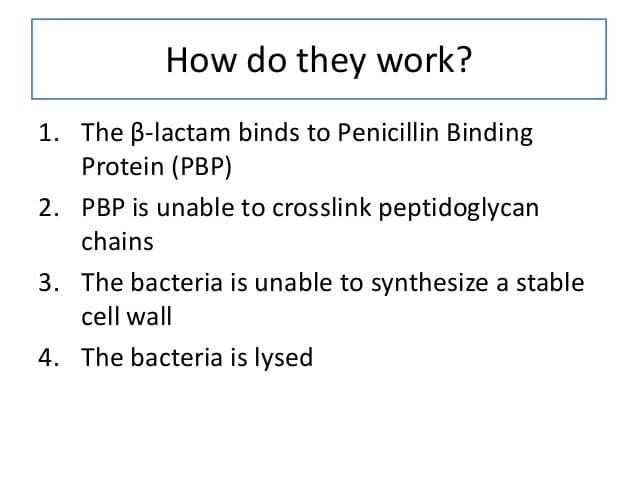 How do they work?
1. The β-lactam binds to Penicillin Binding
Protein (PBP)
2. PBP is unable to crosslink peptidoglycan
chains
3. The bacteria is unable to synthesize a stable
cell wall
4. The bacteria is lysed